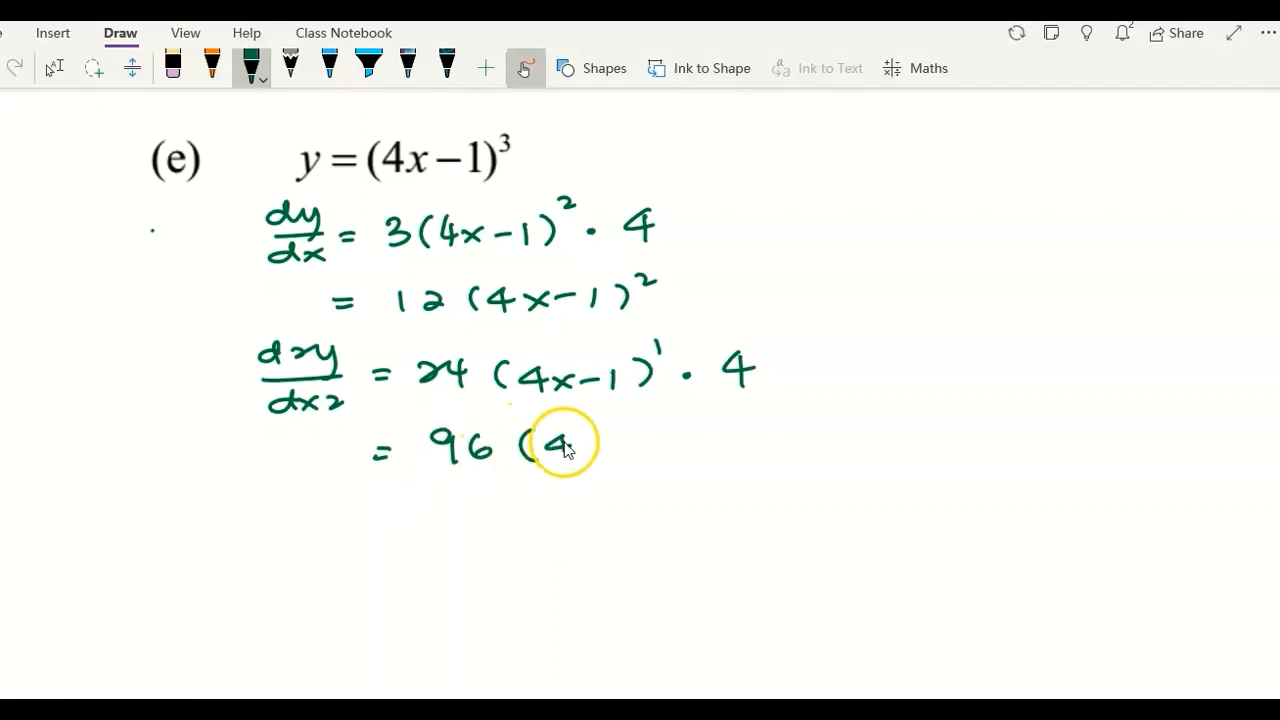 Insert Draw View Help Class Notebook 2 Share
Shapes Ink to Shape Ink to Text Maths
(e) y = (4x − 1)³
dy/dx = 3(4x − 1)² · 4
= 12(4x − 1)²
d2y/dx2 = 24(4x − 1)¹ · 4
= 96(4